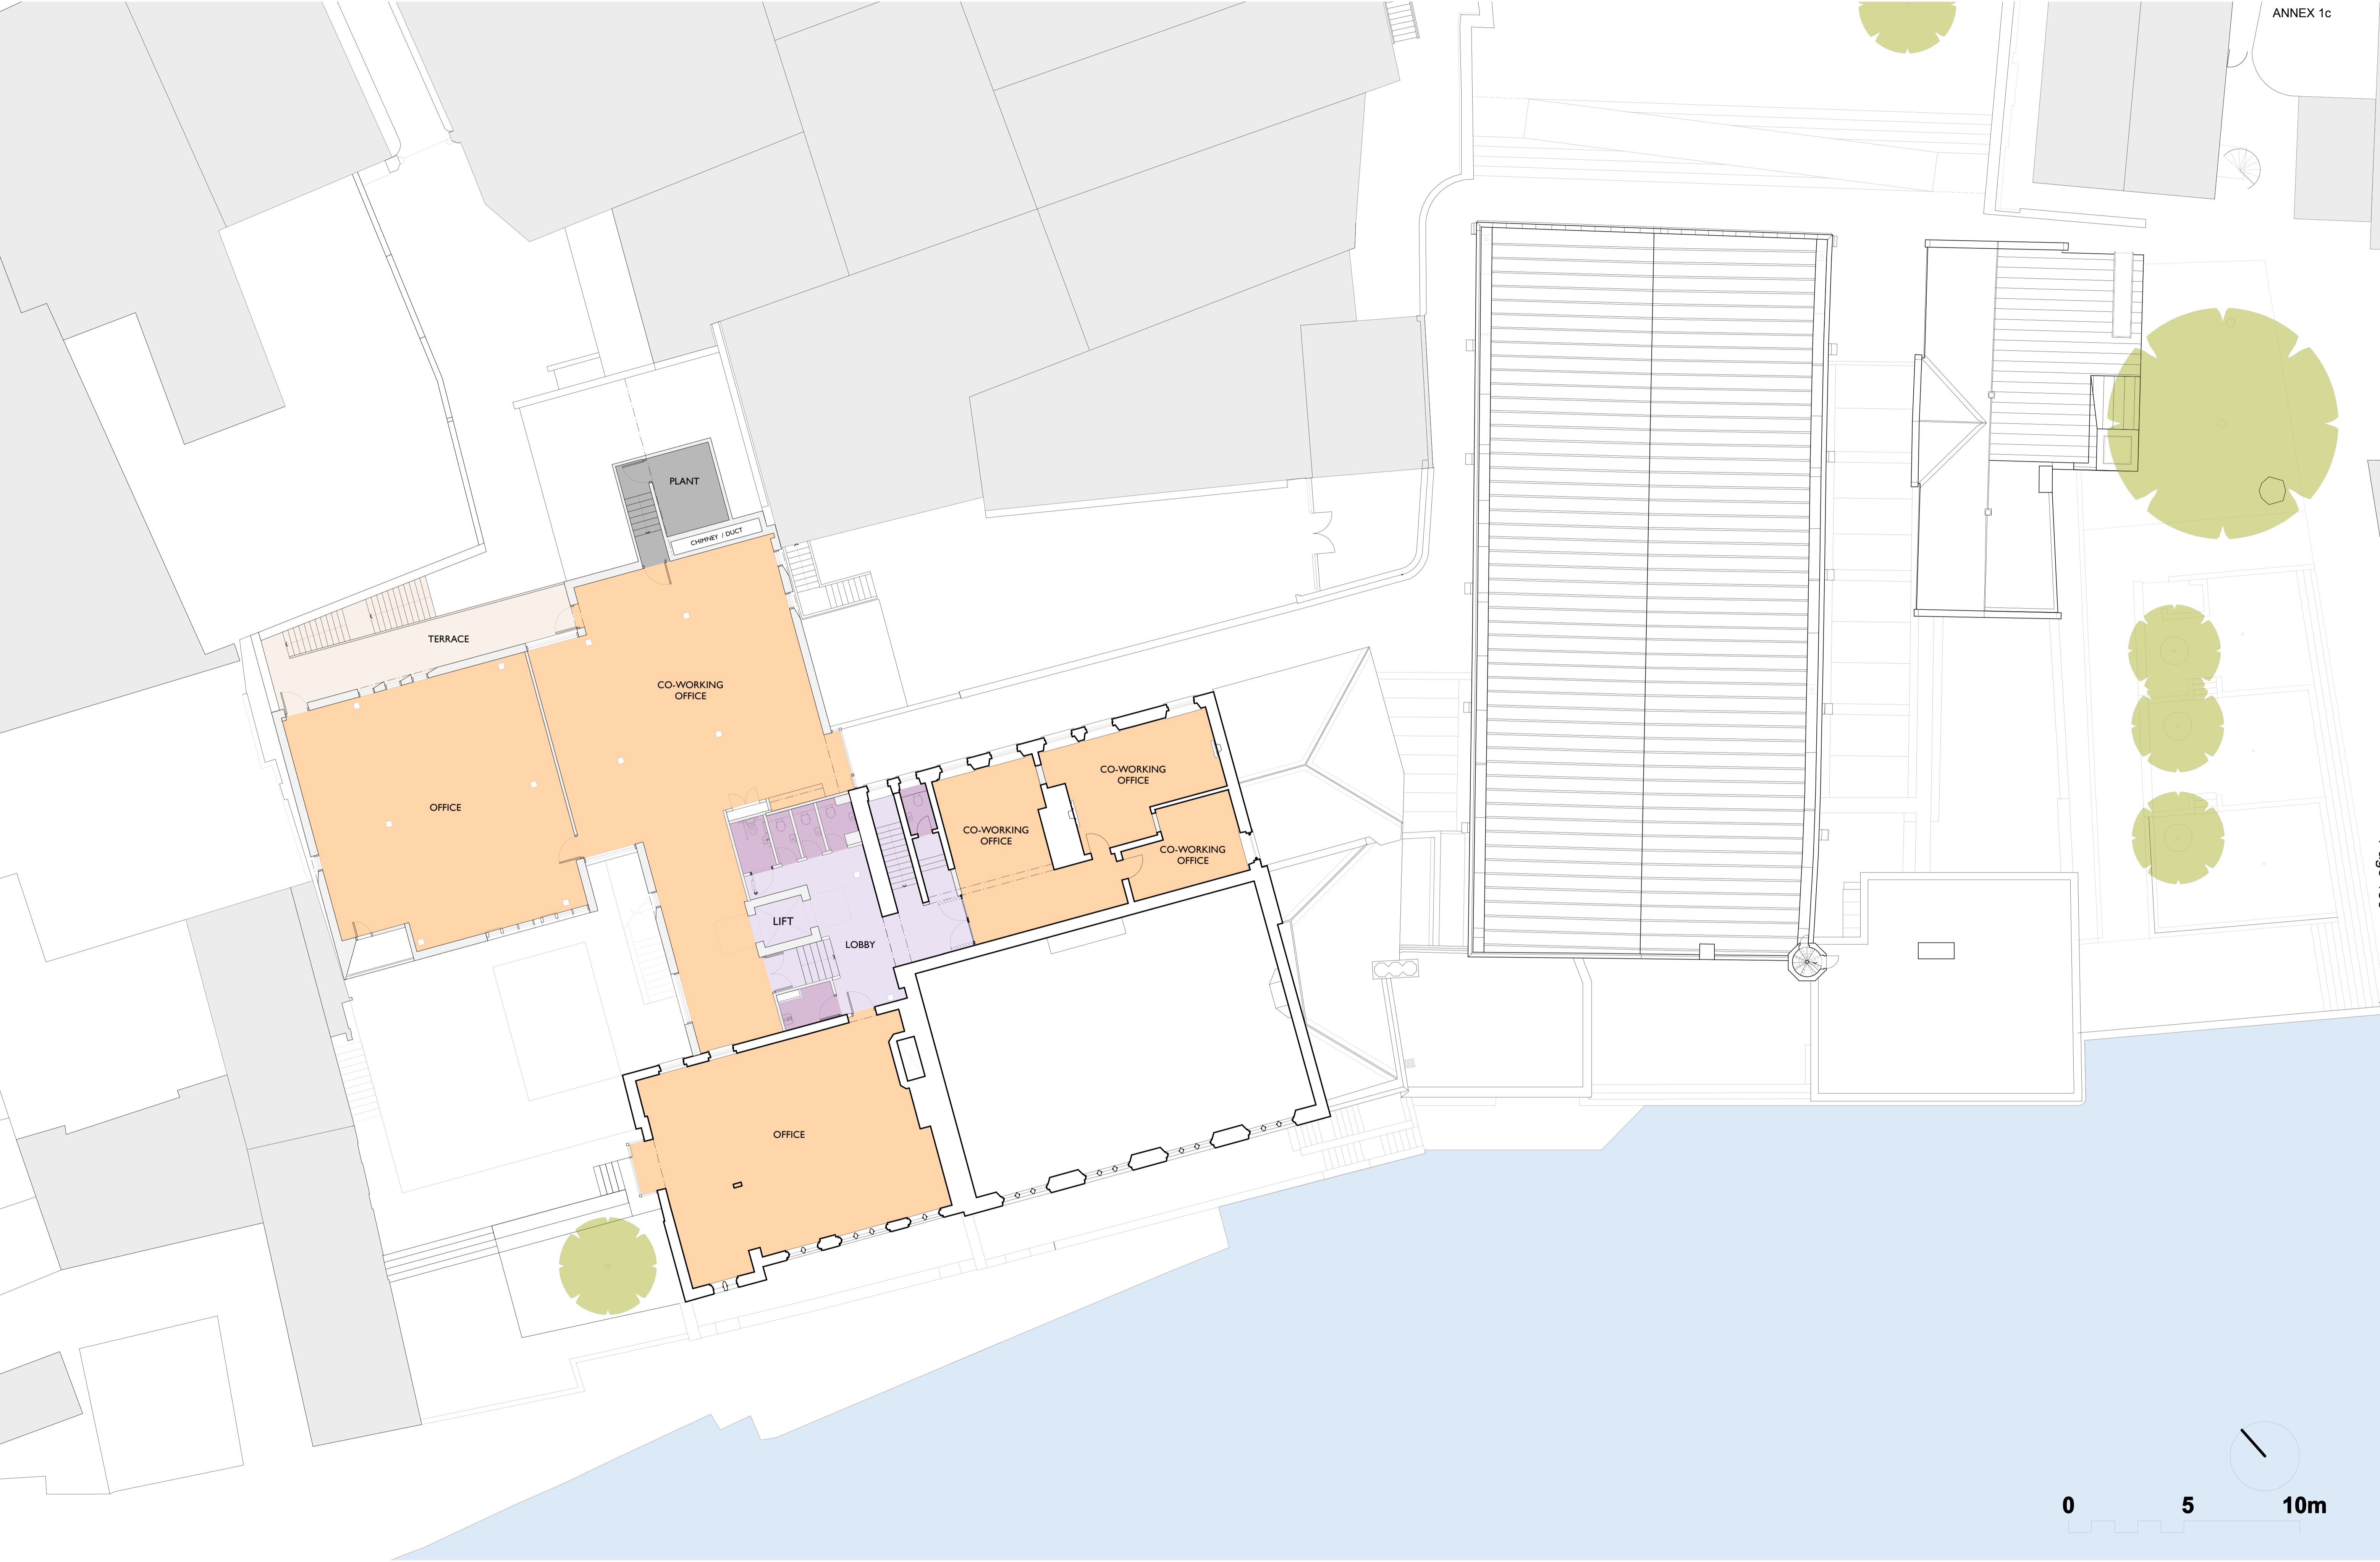 ANNEX 1c
PLANT
CHIMNEY / DUCT
TERRACE
CO-WORKING
OFFICE
OFFICE
CO-WORKING
OFFICE
CO-WORKING
OFFICE
CO-WORKING
OFFICE
LIFT
LOBBY
OFFICE
0 5 10m